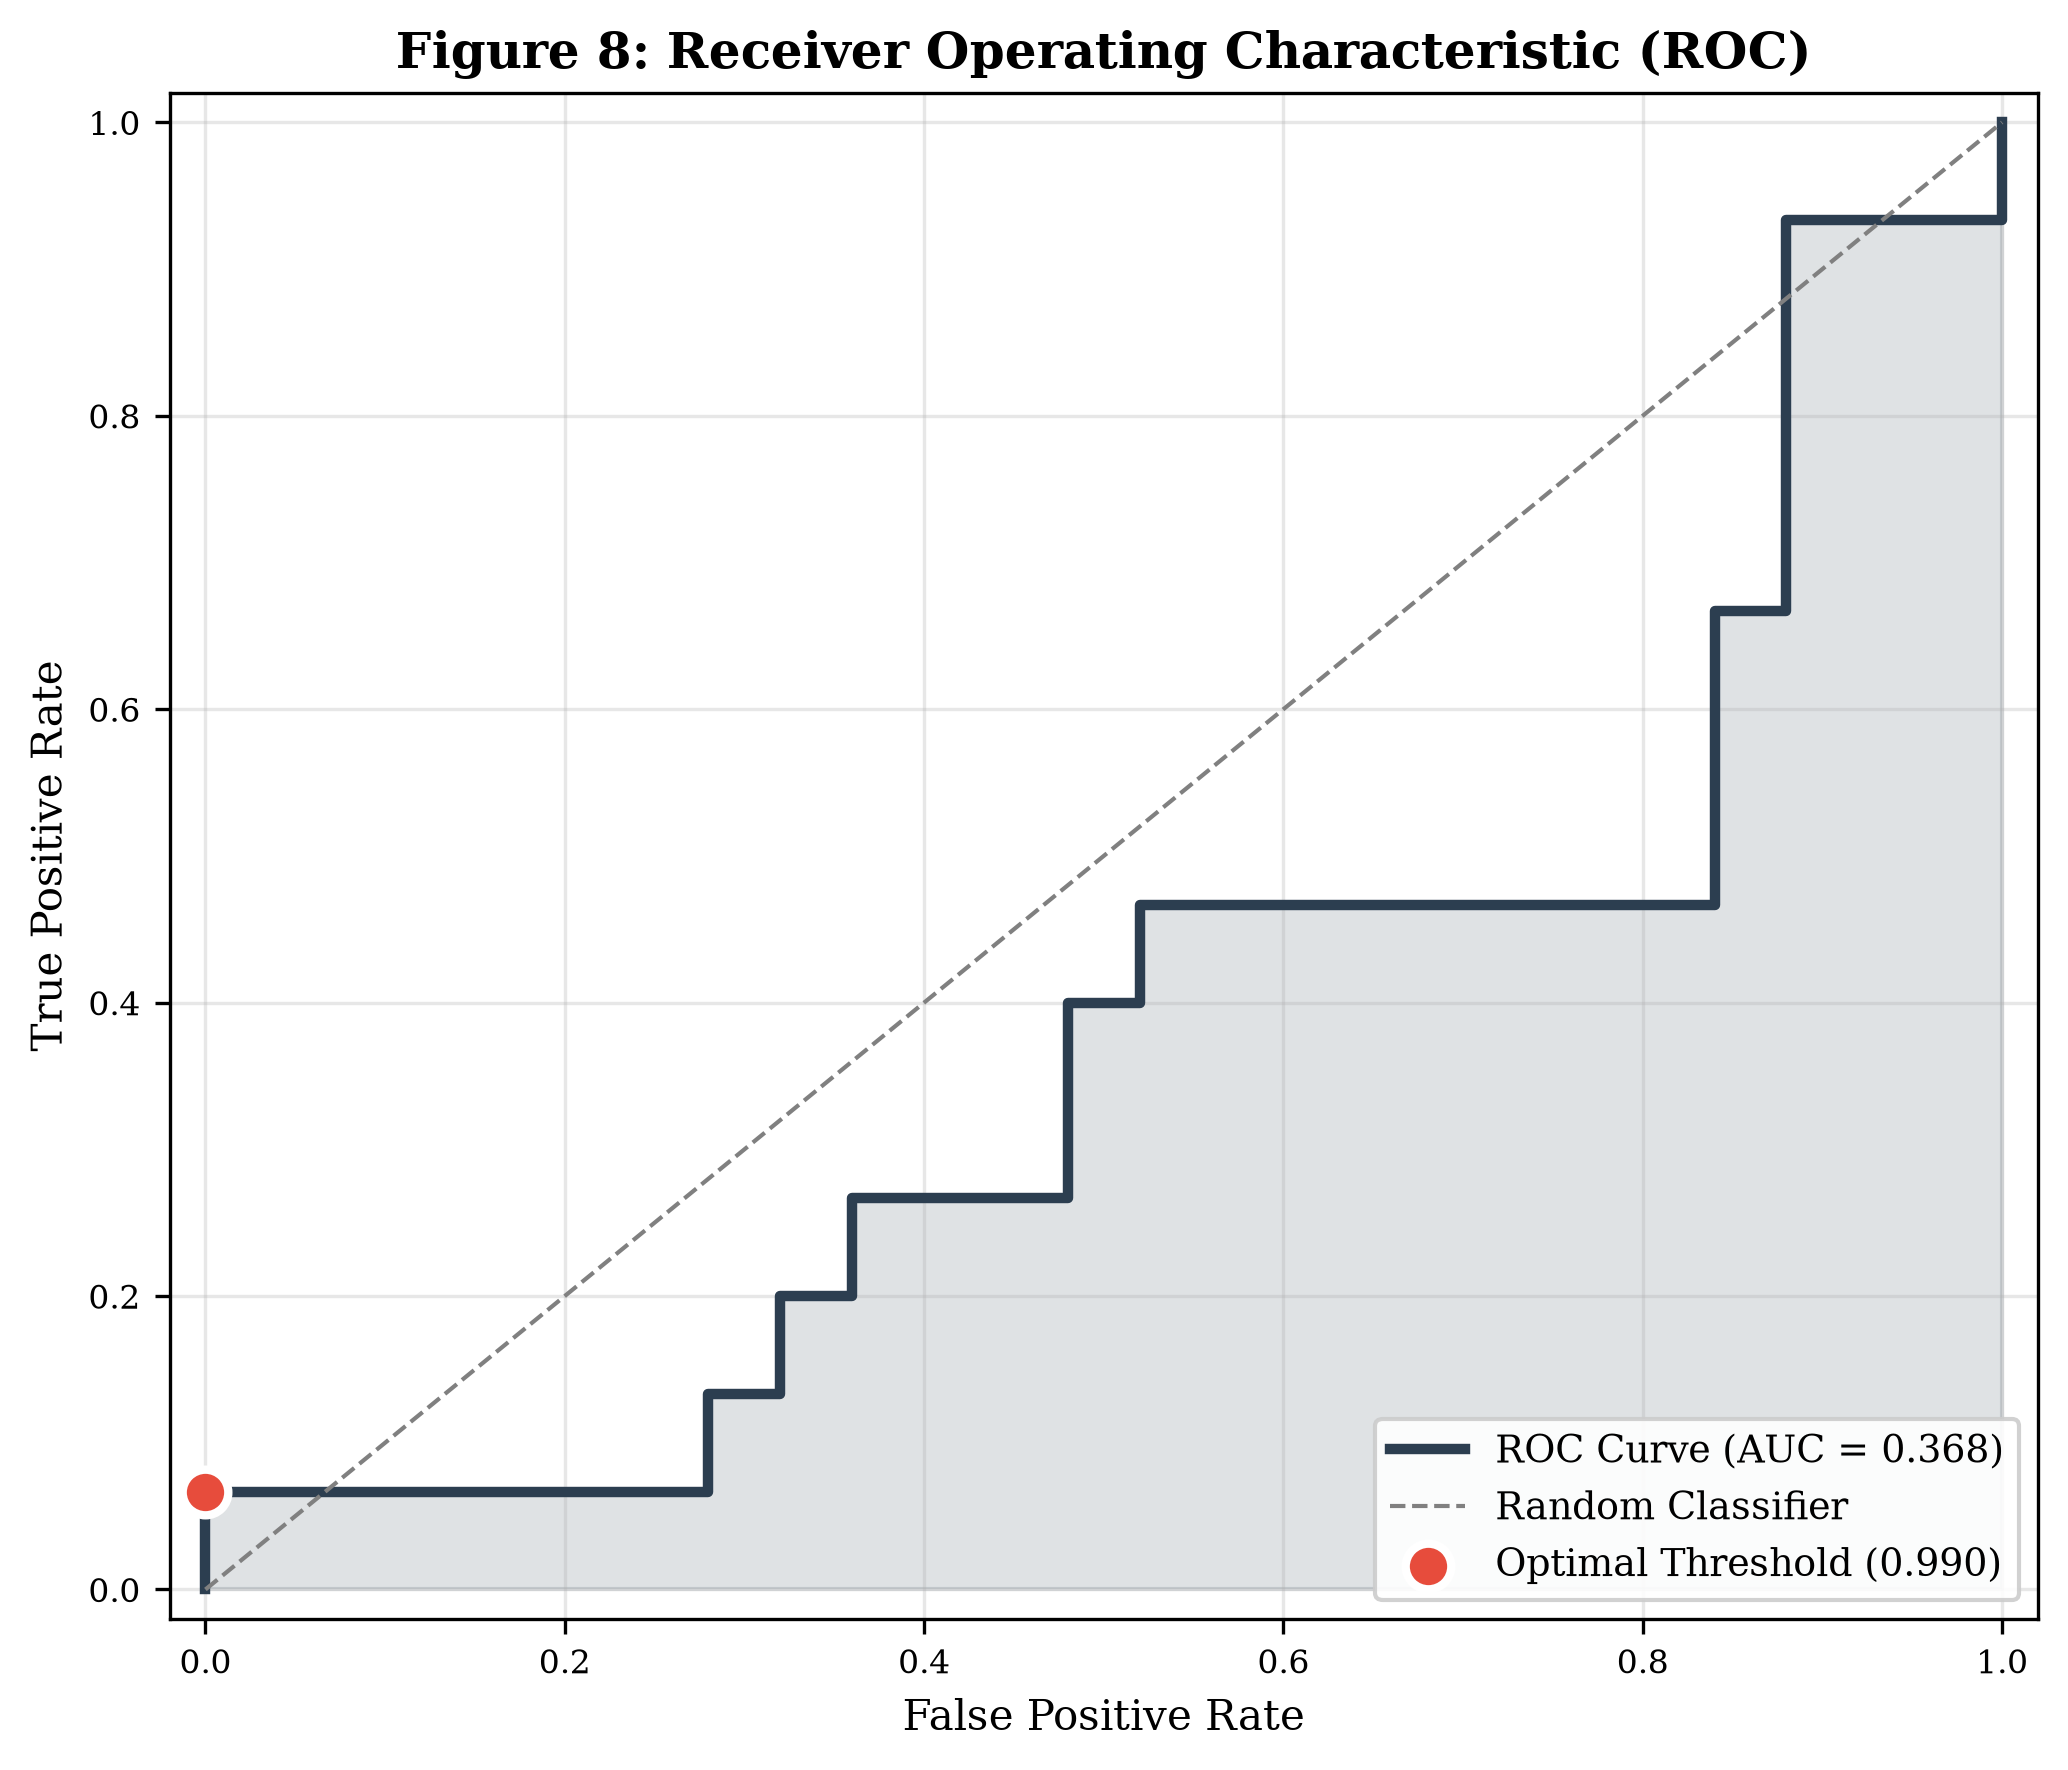 Figure 8: Receiver Operating Characteristic (ROC)
1.0
0.8
0.6
0.4
0.2
0.0
True Positive Rate
ROC Curve (AUC = 0.368)
Random Classifier
Optimal Threshold (0.990)
0.0 0.2 0.4 0.6 0.8 1.0
False Positive Rate